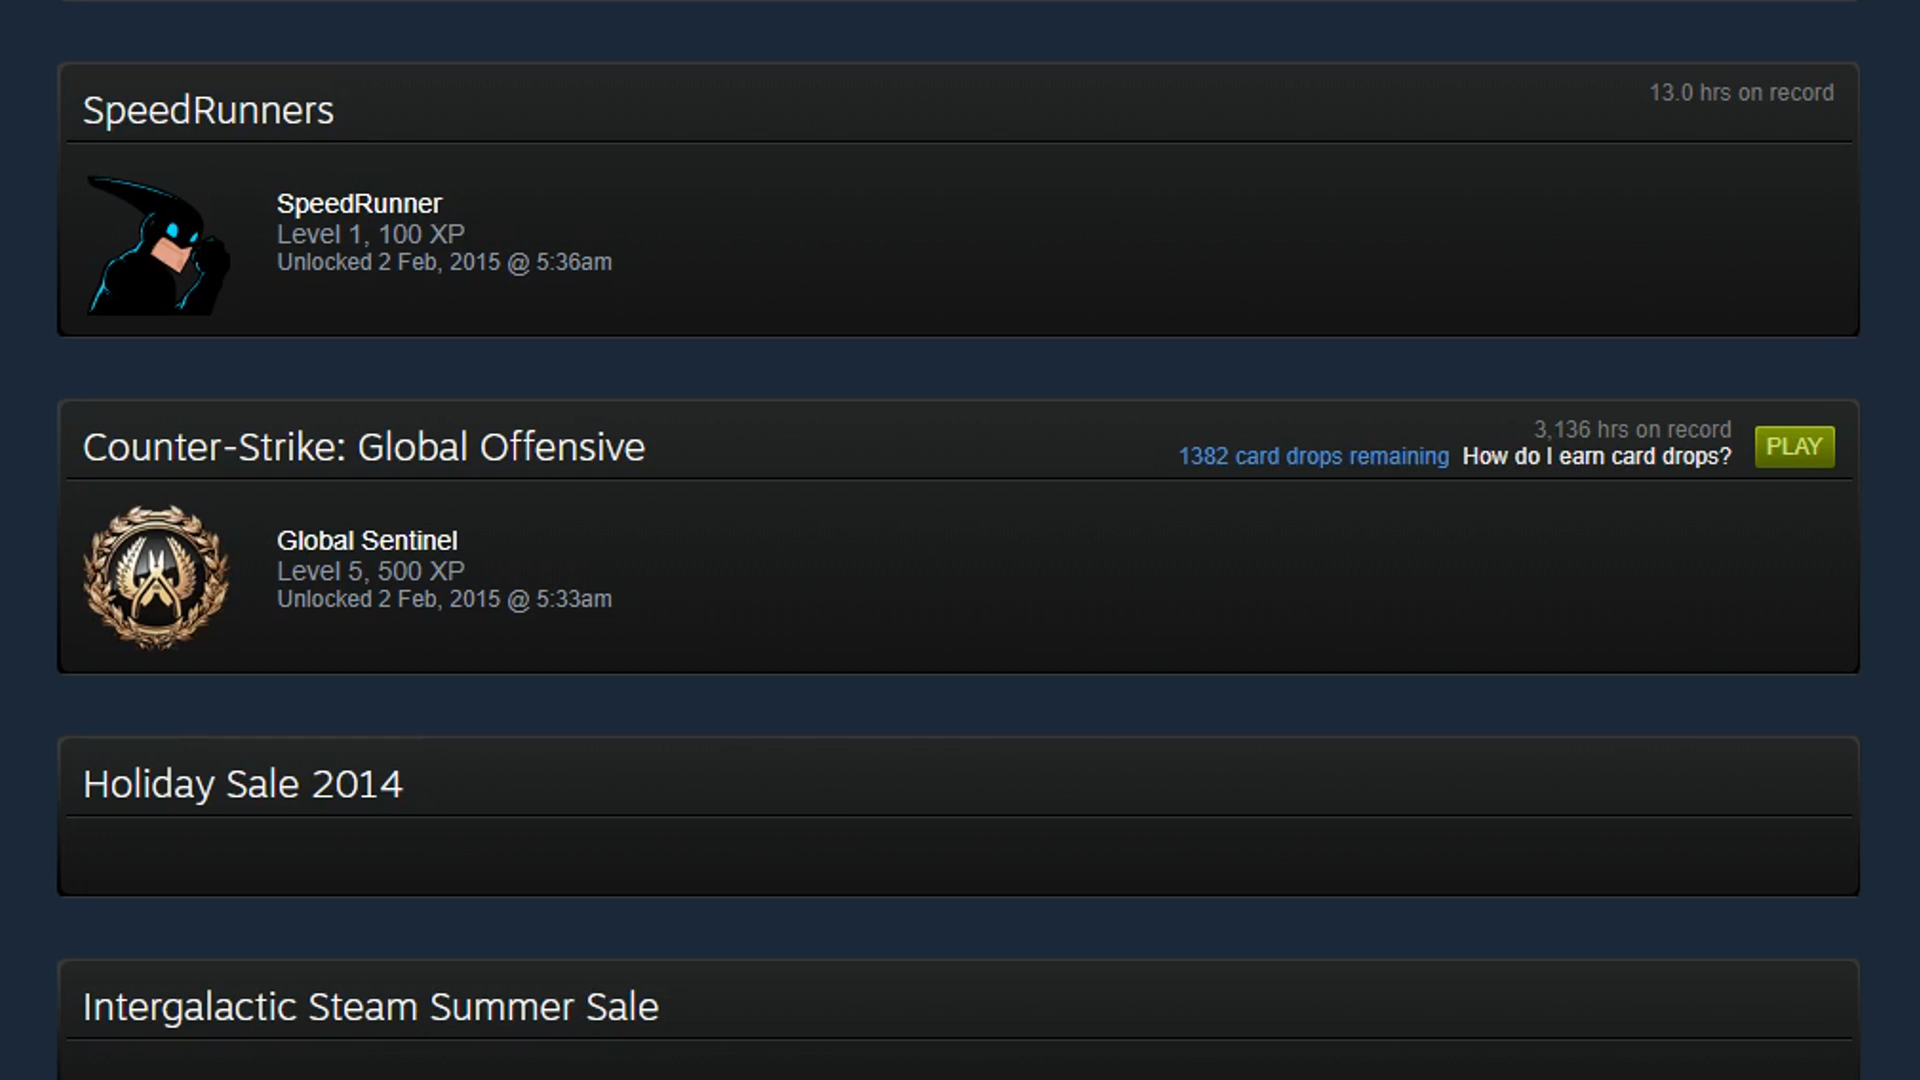 SpeedRunners
13.0 hrs on record
SpeedRunner
Level 1, 100 XP
Unlocked 2 Feb, 2015 @ 5:36am
Counter-Strike: Global Offensive
3,136 hrs on record
1382 card drops remaining How do I earn card drops?
PLAY
Global Sentinel
Level 5, 500 XP
Unlocked 2 Feb, 2015 @ 5:33am
Holiday Sale 2014
Intergalactic Steam Summer Sale